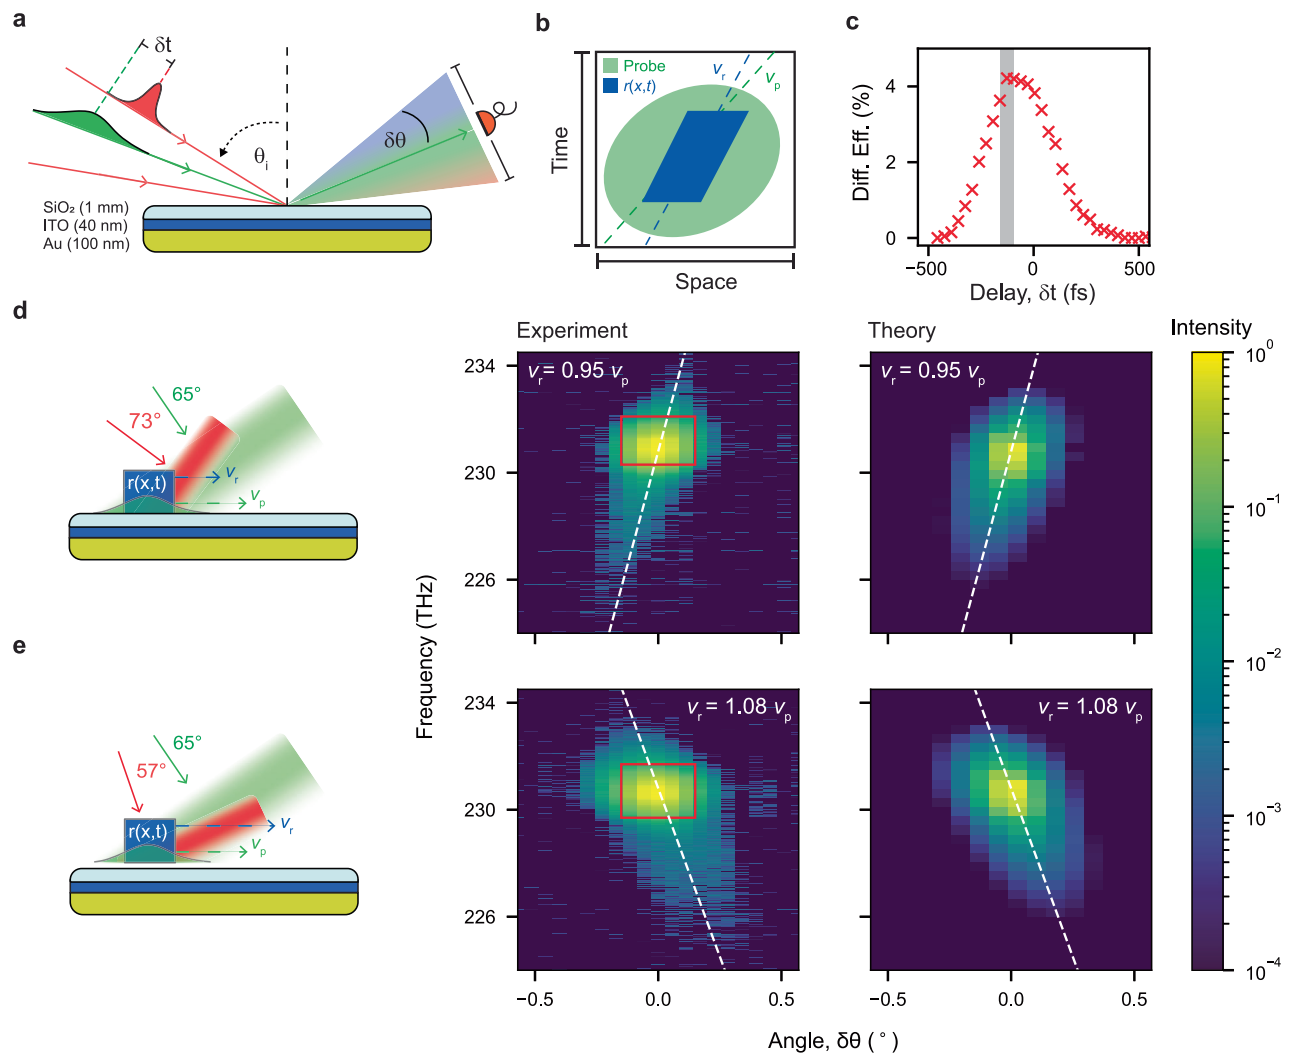 a
δt
θi
δθ
SiO₂ (1 mm)
ITO (40 nm)
Au (100 nm)
b
Probe
r(x,t)
vr
vp
Time
Space
c
Diff. Eff. (%)
4
2
0
−500
0
500
Delay, δt (fs)
d
65°
73°
r(x,t)
vr
vp
Experiment
Theory
Intensity
vr = 0.95 vp
vr = 0.95 vp
234
230
226
10⁰
10⁻¹
10⁻²
10⁻³
10⁻⁴
Frequency (THz)
e
65°
57°
r(x,t)
vr
vp
vr = 1.08 vp
vr = 1.08 vp
234
230
226
−0.5
0.0
0.5
−0.5
0.0
0.5
Angle, δθ (°)